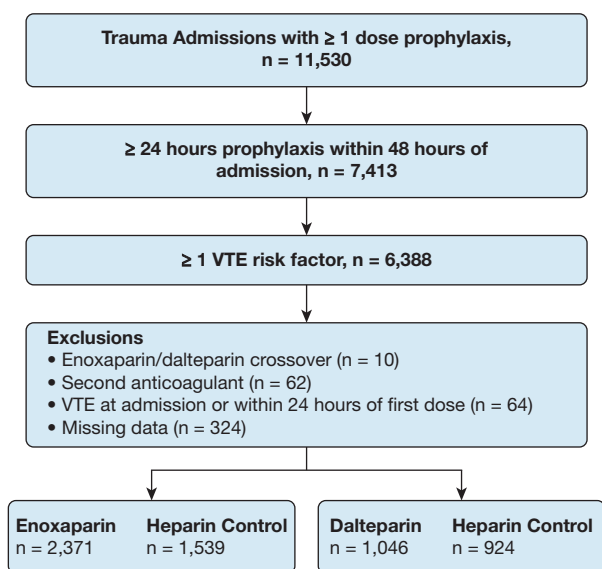 Trauma Admissions with ≥ 1 dose prophylaxis,
n = 11,530
≥ 24 hours prophylaxis within 48 hours of
admission, n = 7,413
≥ 1 VTE risk factor, n = 6,388
Exclusions
• Enoxaparin/dalteparin crossover (n = 10)
• Second anticoagulant (n = 62)
• VTE at admission or within 24 hours of first dose (n = 64)
• Missing data (n = 324)
Enoxaparin Heparin Control
n = 2,371 n = 1,539
Dalteparin Heparin Control
n = 1,046 n = 924